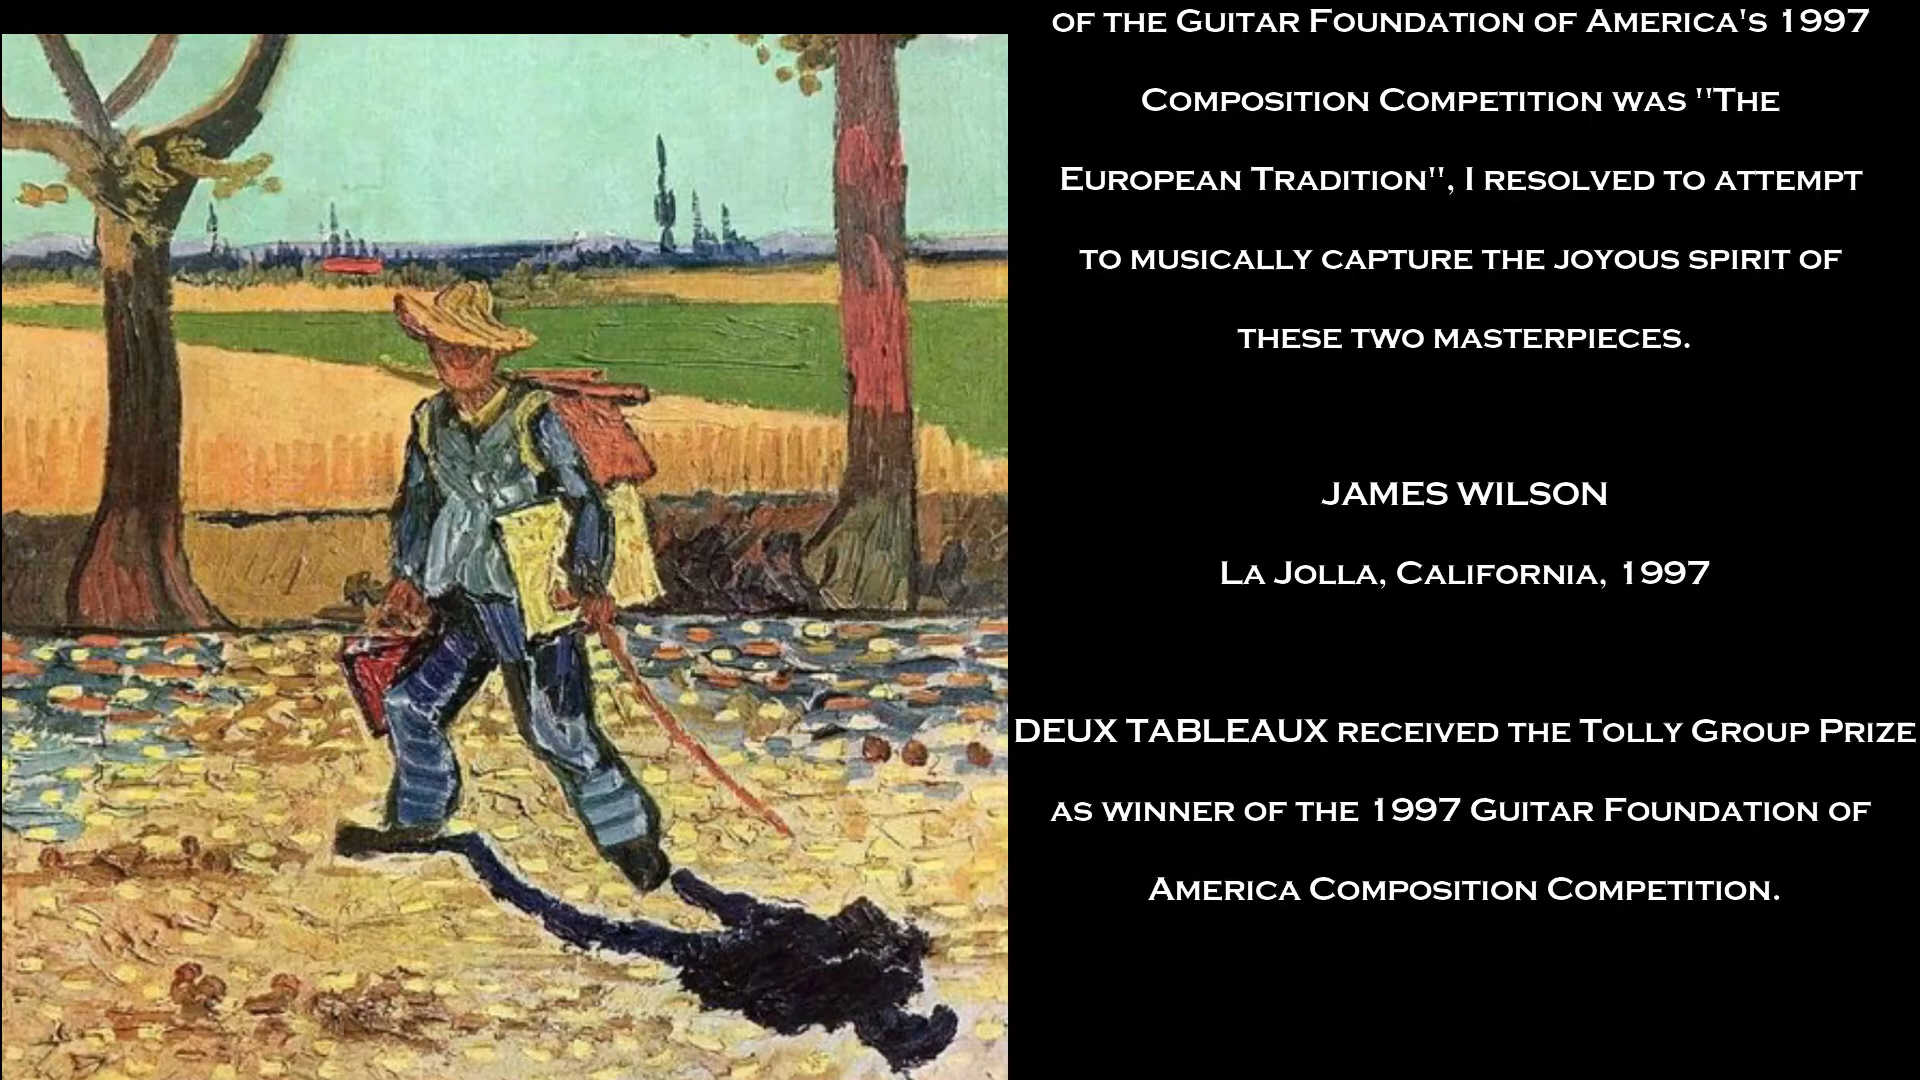 of the Guitar Foundation of America's 1997
Composition Competition was "The
European Tradition", I resolved to attempt
to musically capture the joyous spirit of
these two masterpieces.
JAMES WILSON
La Jolla, California, 1997
DEUX TABLEAUX received the Tolly Group Prize
as winner of the 1997 Guitar Foundation of
America Composition Competition.